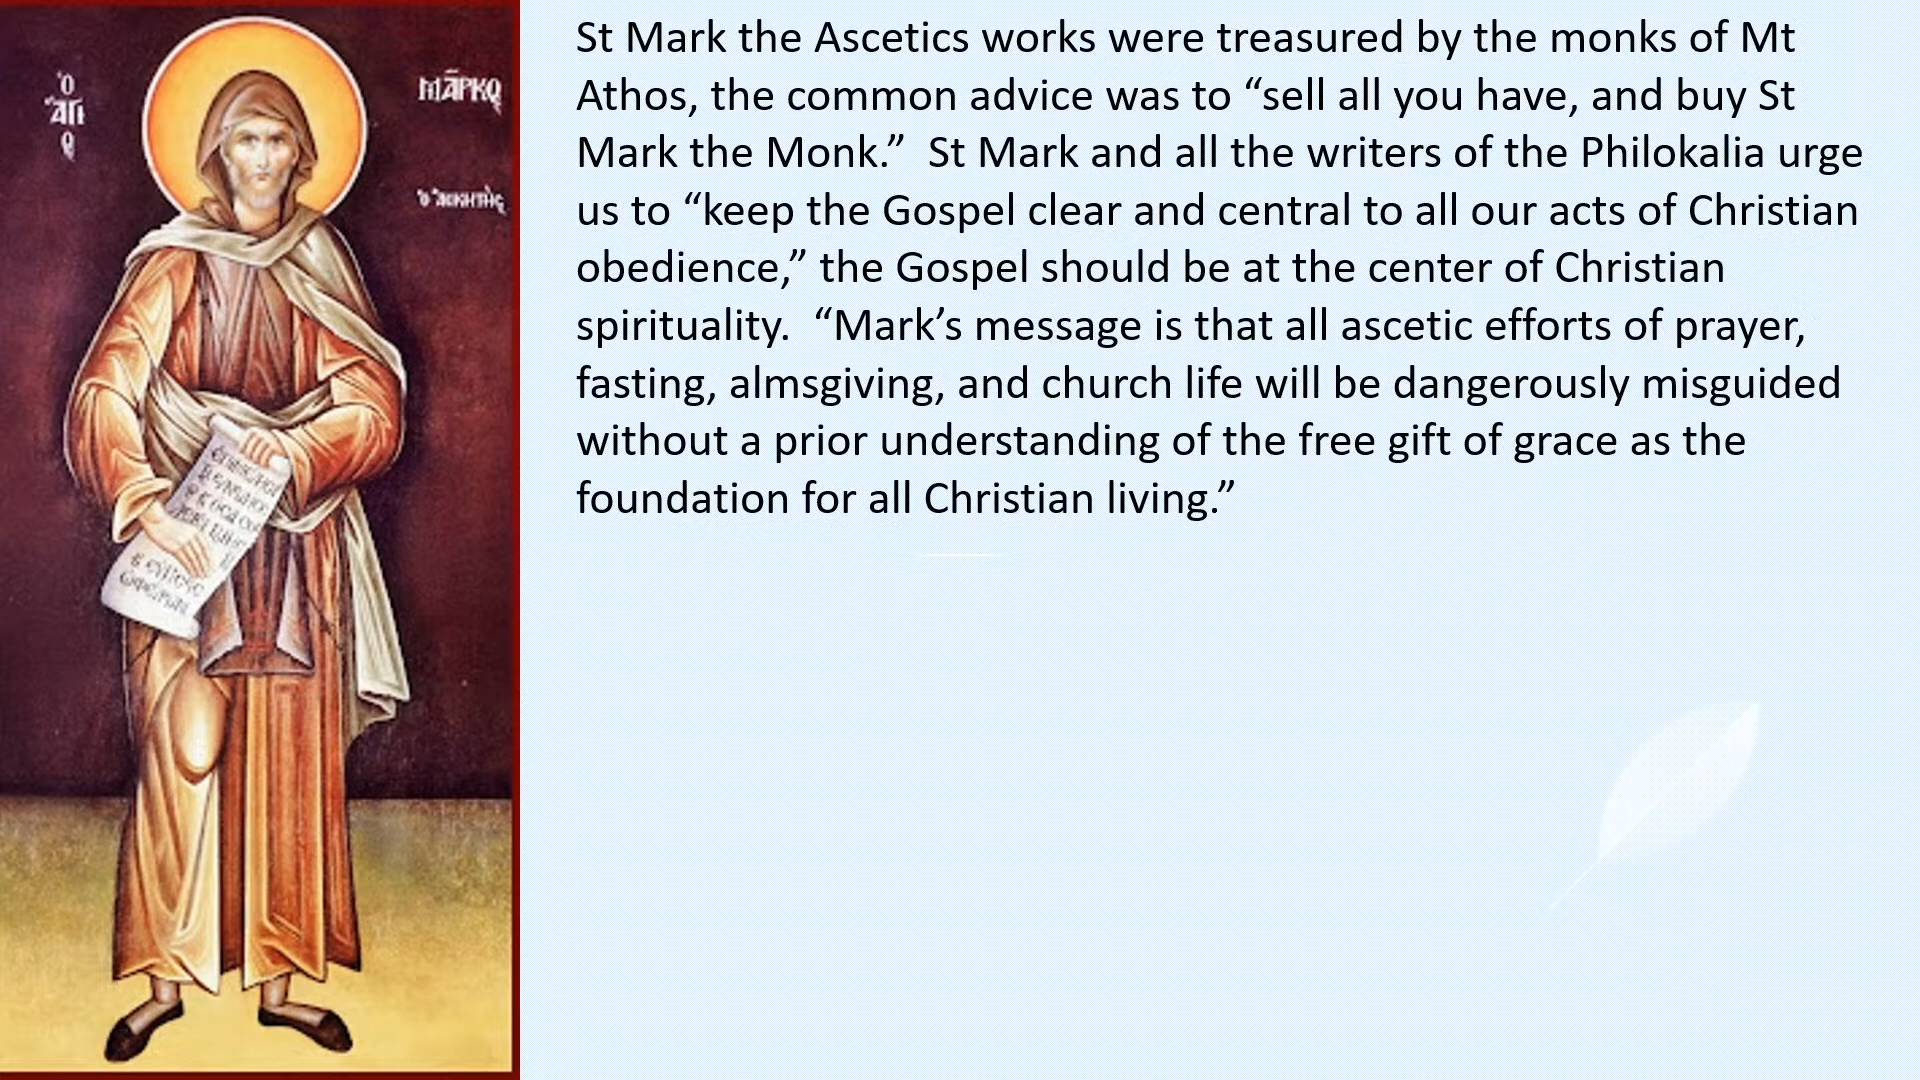 ὁ
ἍΓΙ
ΜᾶΡΚΟς
ὁ ἈΣΚΗΤῊς
St Mark the Ascetics works were treasured by the monks of Mt
Athos, the common advice was to “sell all you have, and buy St
Mark the Monk.”  St Mark and all the writers of the Philokalia urge
us to “keep the Gospel clear and central to all our acts of Christian
obedience,” the Gospel should be at the center of Christian
spirituality.  “Mark’s message is that all ascetic efforts of prayer,
fasting, almsgiving, and church life will be dangerously misguided
without a prior understanding of the free gift of grace as the
foundation for all Christian living.”